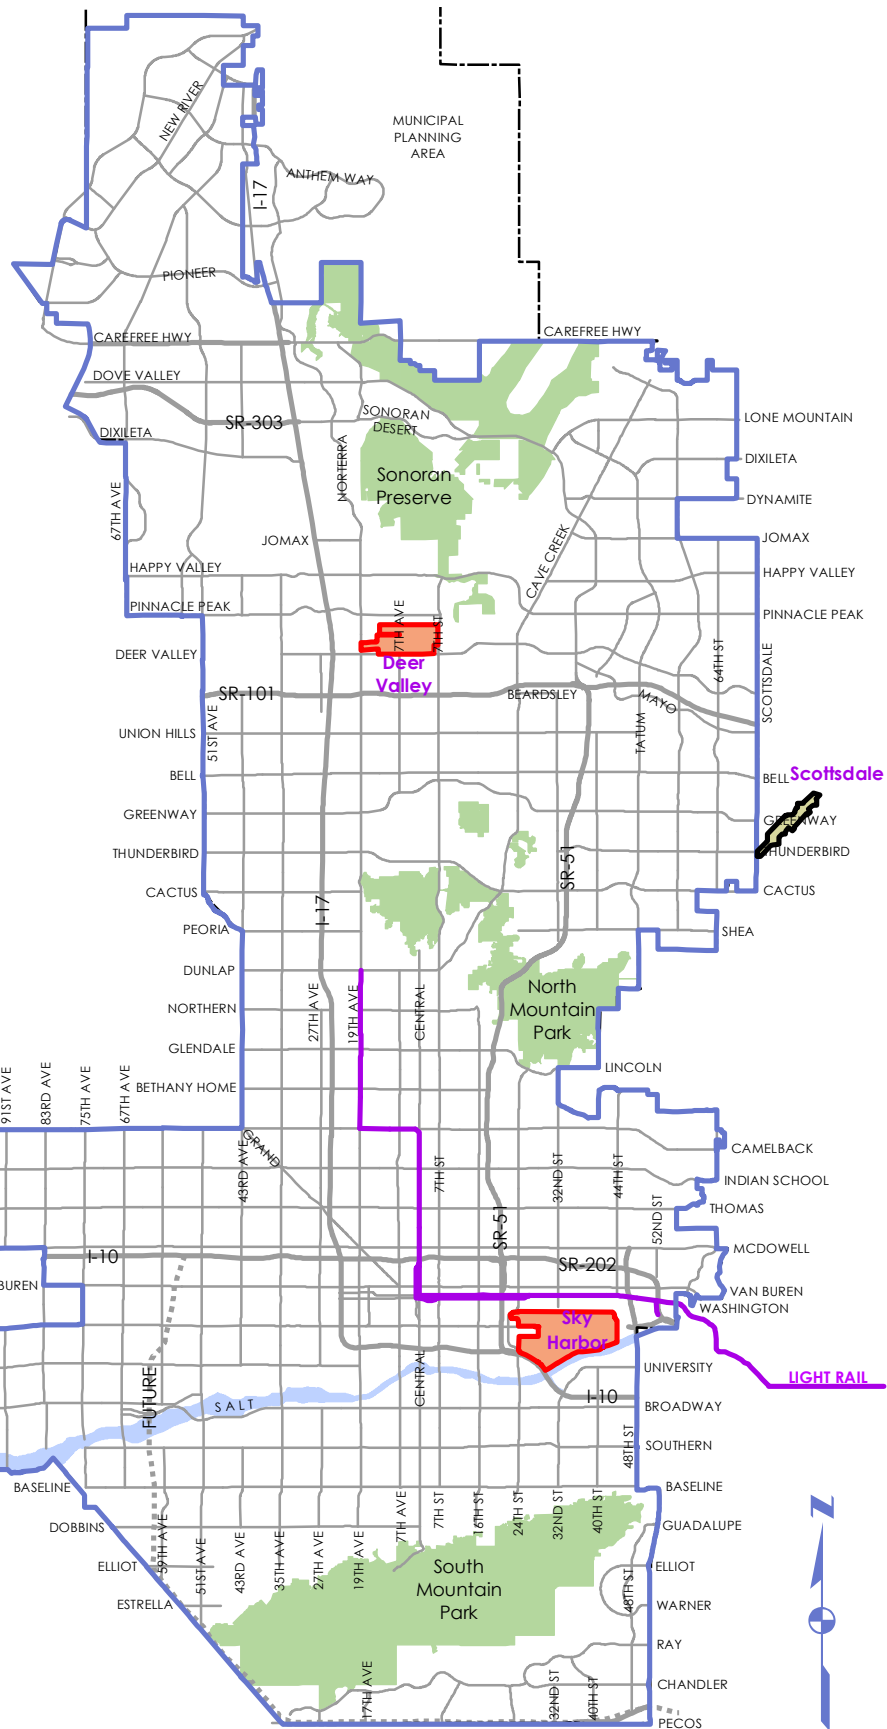 MUNICIPAL
PLANNING
AREA
NEW RIVER
ANTHEM WAY
I-17
PIONEER
CAREFREE HWY
CAREFREE HWY
DOVE VALLEY
SONORAN
DESERT
SR-303
LONE MOUNTAIN
DIXILETA
DIXILETA
NORTERRA
Sonoran
Preserve
67TH AVE
DYNAMITE
JOMAX
JOMAX
CAVE CREEK
HAPPY VALLEY
HAPPY VALLEY
PINNACLE PEAK
PINNACLE PEAK
7TH AVE
7TH ST
DEER VALLEY
Deer
Valley
64TH ST
SCOTTSDALE
SR-101
BEARDSLEY
MAYO
51ST AVE
TATUM
UNION HILLS
BELL
BELL
Scottsdale
GREENWAY
GREENWAY
THUNDERBIRD
THUNDERBIRD
SR-51
CACTUS
CACTUS
I-17
PEORIA
SHEA
DUNLAP
North
Mountain
Park
27TH AVE
19TH AVE
CENTRAL
NORTHERN
GLENDALE
LINCOLN
91ST AVE
83RD AVE
75TH AVE
67TH AVE
BETHANY HOME
GRAND
43RD AVE
7TH ST
32ND ST
44TH ST
CAMELBACK
INDIAN SCHOOL
52ND ST
THOMAS
SR-51
I-10
SR-202
MCDOWELL
BUREN
VAN BUREN
WASHINGTON
Sky
Harbor
UNIVERSITY
LIGHT RAIL
CENTRAL
FUTURE
SALT
I-10
BROADWAY
48TH ST
SOUTHERN
BASELINE
BASELINE
7TH AVE
7TH ST
16TH ST
24TH ST
32ND ST
40TH ST
DOBBINS
GUADALUPE
59TH AVE
51ST AVE
43RD AVE
35TH AVE
27TH AVE
19TH AVE
ELLIOT
ELLIOT
South
Mountain
Park
48TH ST
ESTRELLA
WARNER
RAY
17TH AVE
32ND ST
40TH ST
CHANDLER
PECOS
N